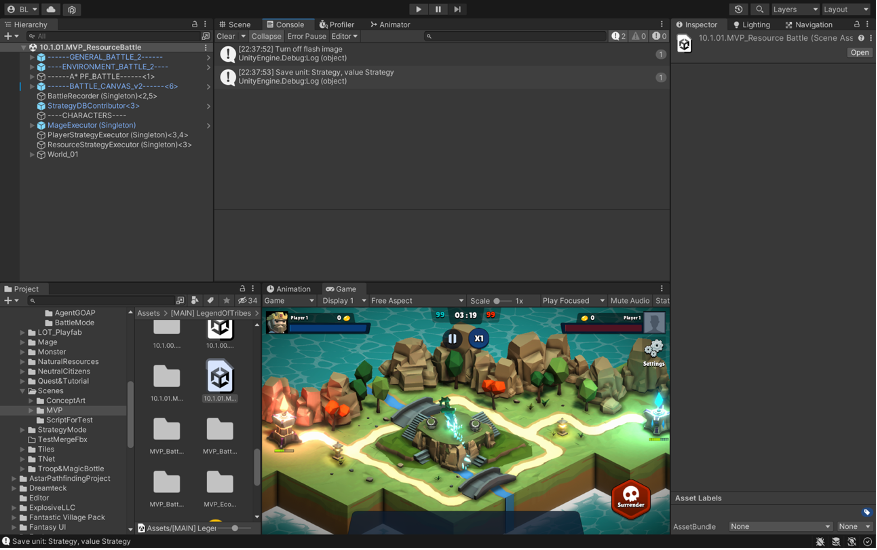 BL
Layers
Layout
Hierarchy
All
10.1.01.MVP_ResourceBattle
------GENERAL_BATTLE_2------
----ENVIRONMENT_BATTLE_2----
------A* PF_BATTLE------<1>
------BATTLE_CANVAS_v2------<6>
BattleRecorder (Singleton)<2,5>
StrategyDBContributor<3>
----CHARACTERS----
MageExecutor (Singleton)
PlayerStrategyExecutor (Singleton)<3,4>
ResourceStrategyExecutor (Singleton)<3>
World_01
Scene
Console
Profiler
Animator
Clear
Collapse
Error Pause
Editor
2
0
0
[22:37:52] Turn off flash image
UnityEngine.Debug:Log (object)
1
[22:37:53] Save unit: Strategy, value Strategy
UnityEngine.Debug:Log (object)
1
Inspector
Lighting
Navigation
10.1.01.MVP_Resource Battle (Scene Ass
Open
Project
34
AgentGOAP
BattleMode
LOT_Playfab
Mage
Monster
NaturalResources
NeutralCitizens
Quest&Tutorial
Scenes
ConceptArt
MVP
ScriptForTest
StrategyMode
TestMergeFbx
Tiles
TNet
Troop&MagicBottle
AstarPathfindingProject
Dreamteck
Editor
ExplosiveLLC
Fantastic Village Pack
Fantasy UI
Assets > [MAIN] LegendOfTribes
10.1.00....
10.0....
10.1.01.M...
10.1.01.M...
MVP_Batt...
MVP_Batt...
MVP_Batt...
MVP_Eco...
Assets/[MAIN] Leger
Animation
Game
Game
Display 1
Free Aspect
Scale
1x
Play Focused
Mute Audio
Stat
Player 1
0
99
03:19
99
0
Player 1
X1
Settings
Surrender
Asset Labels
AssetBundle
None
None
Save unit: Strategy, value Strategy